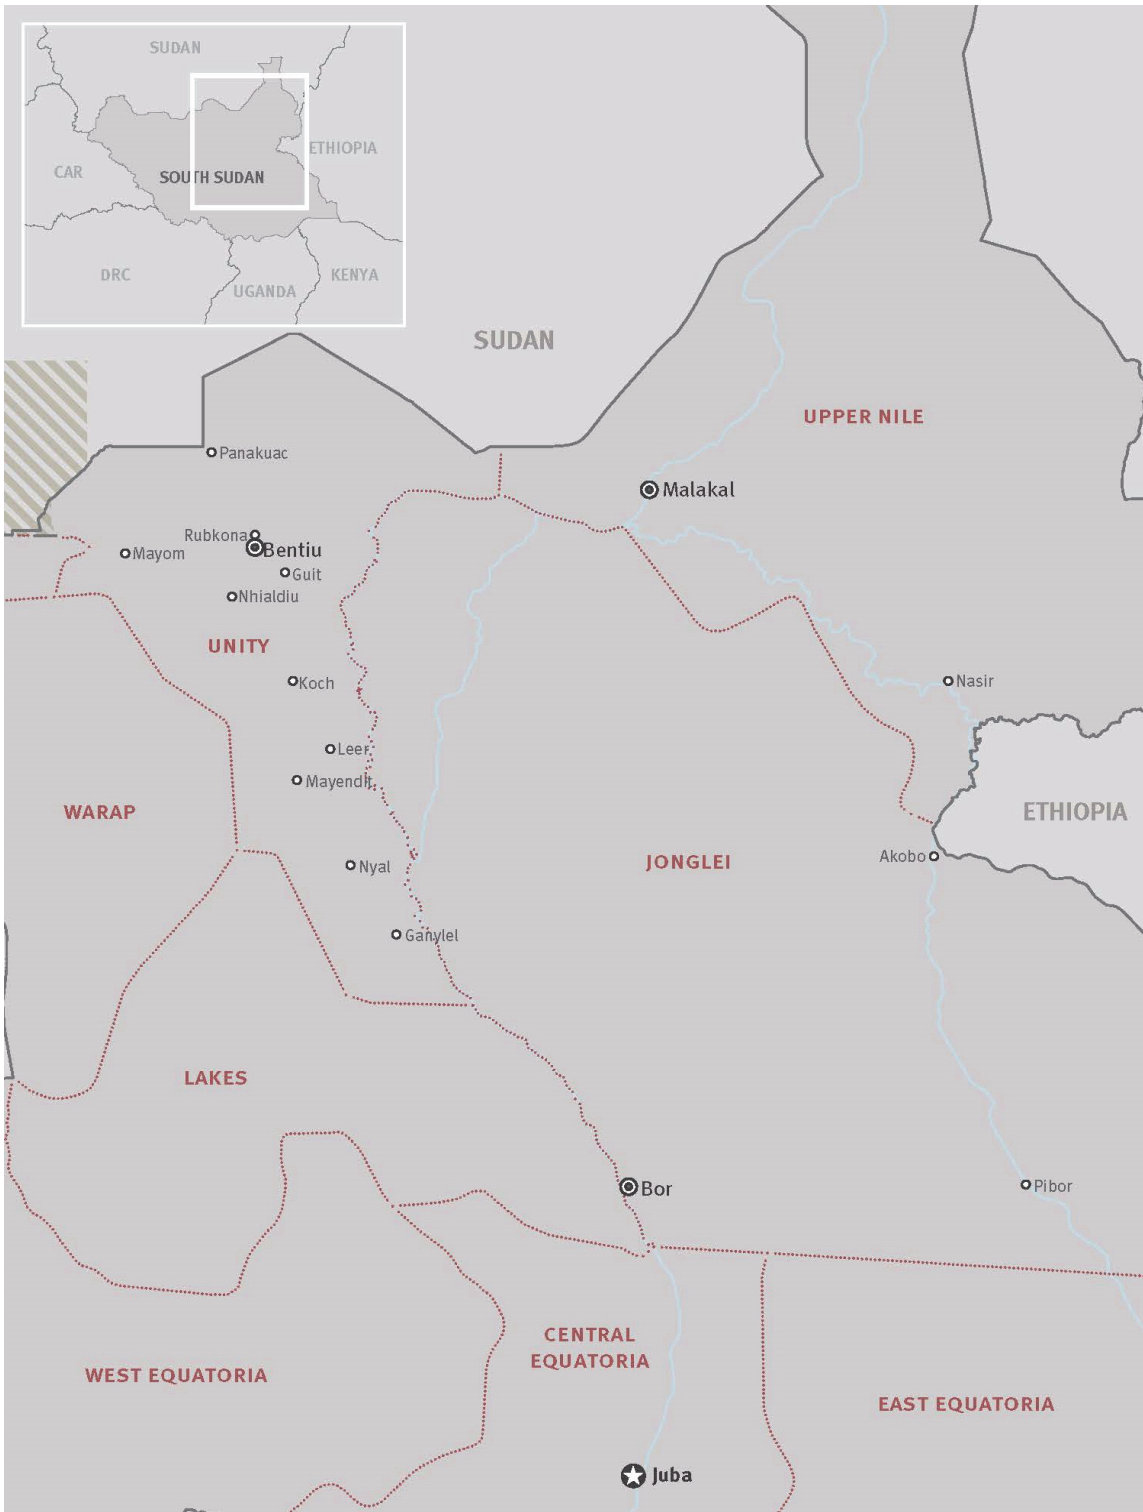 SUDAN
ETHIOPIA
CAR
SOUTH SUDAN
DRC
UGANDA
KENYA
SUDAN
UPPER NILE
Panakuac
Malakal
Rubkona
Bentiu
Mayom
Guit
Nhialdiu
UNITY
Koch
Nasir
Leer
Mayendit
WARAP
ETHIOPIA
JONGLEI
Akobo
Nyal
Ganylel
LAKES
Bor
Pibor
CENTRAL
EQUATORIA
WEST EQUATORIA
EAST EQUATORIA
Juba